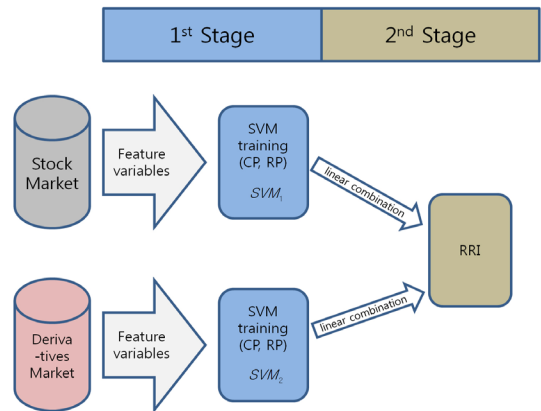 1st Stage
2nd Stage
Stock
Market
Feature
variables
SVM
training
(CP, RP)
SVM1
linear combination
RRI
Deriva
-tives
Market
Feature
variables
SVM
training
(CP, RP)
SVM2
linear combination